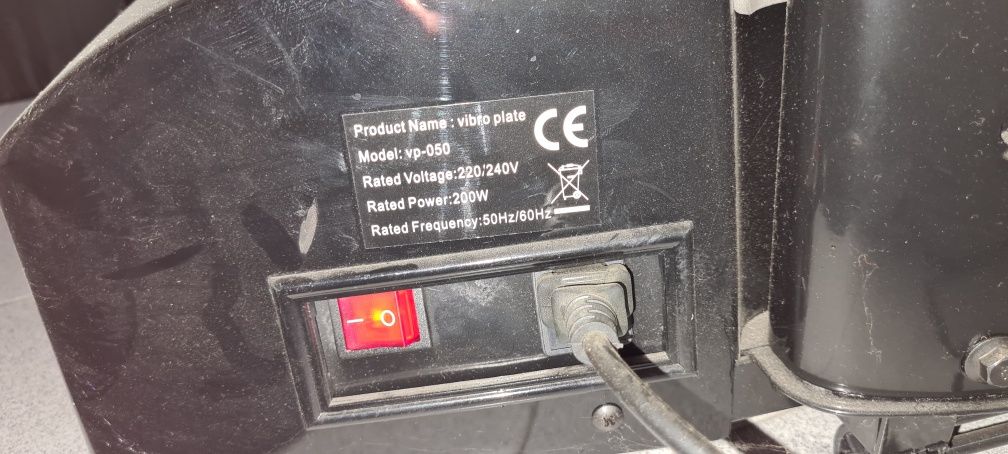 Product Name : vibro plate
Model: vp-050
Rated Voltage:220/240V
Rated Power:200W
Rated Frequency:50Hz/60Hz
CE
— O